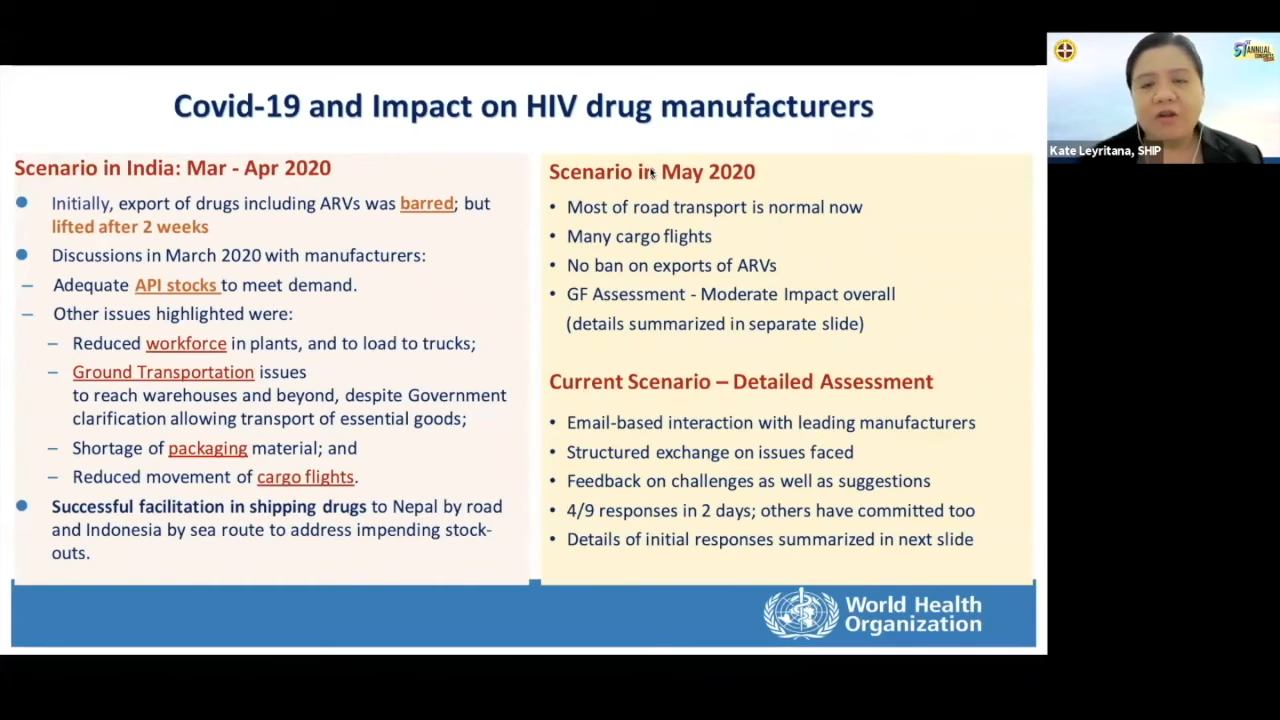 Covid-19 and Impact on HIV drug manufacturers
Scenario in India: Mar - Apr 2020
Initially, export of drugs including ARVs was barred; but
lifted after 2 weeks
Discussions in March 2020 with manufacturers:
– Adequate API stocks to meet demand.
– Other issues highlighted were:
– Reduced workforce in plants, and to load to trucks;
– Ground Transportation issues
to reach warehouses and beyond, despite Government
clarification allowing transport of essential goods;
– Shortage of packaging material; and
– Reduced movement of cargo flights.
Successful facilitation in shipping drugs to Nepal by road
and Indonesia by sea route to address impending stock-
outs.
Scenario in May 2020
• Most of road transport is normal now
• Many cargo flights
• No ban on exports of ARVs
• GF Assessment - Moderate Impact overall
(details summarized in separate slide)
Current Scenario – Detailed Assessment
• Email-based interaction with leading manufacturers
• Structured exchange on issues faced
• Feedback on challenges as well as suggestions
• 4/9 responses in 2 days; others have committed too
• Details of initial responses summarized in next slide
World Health
Organization
51 ANNUAL
Kate Leyritana, SHIP